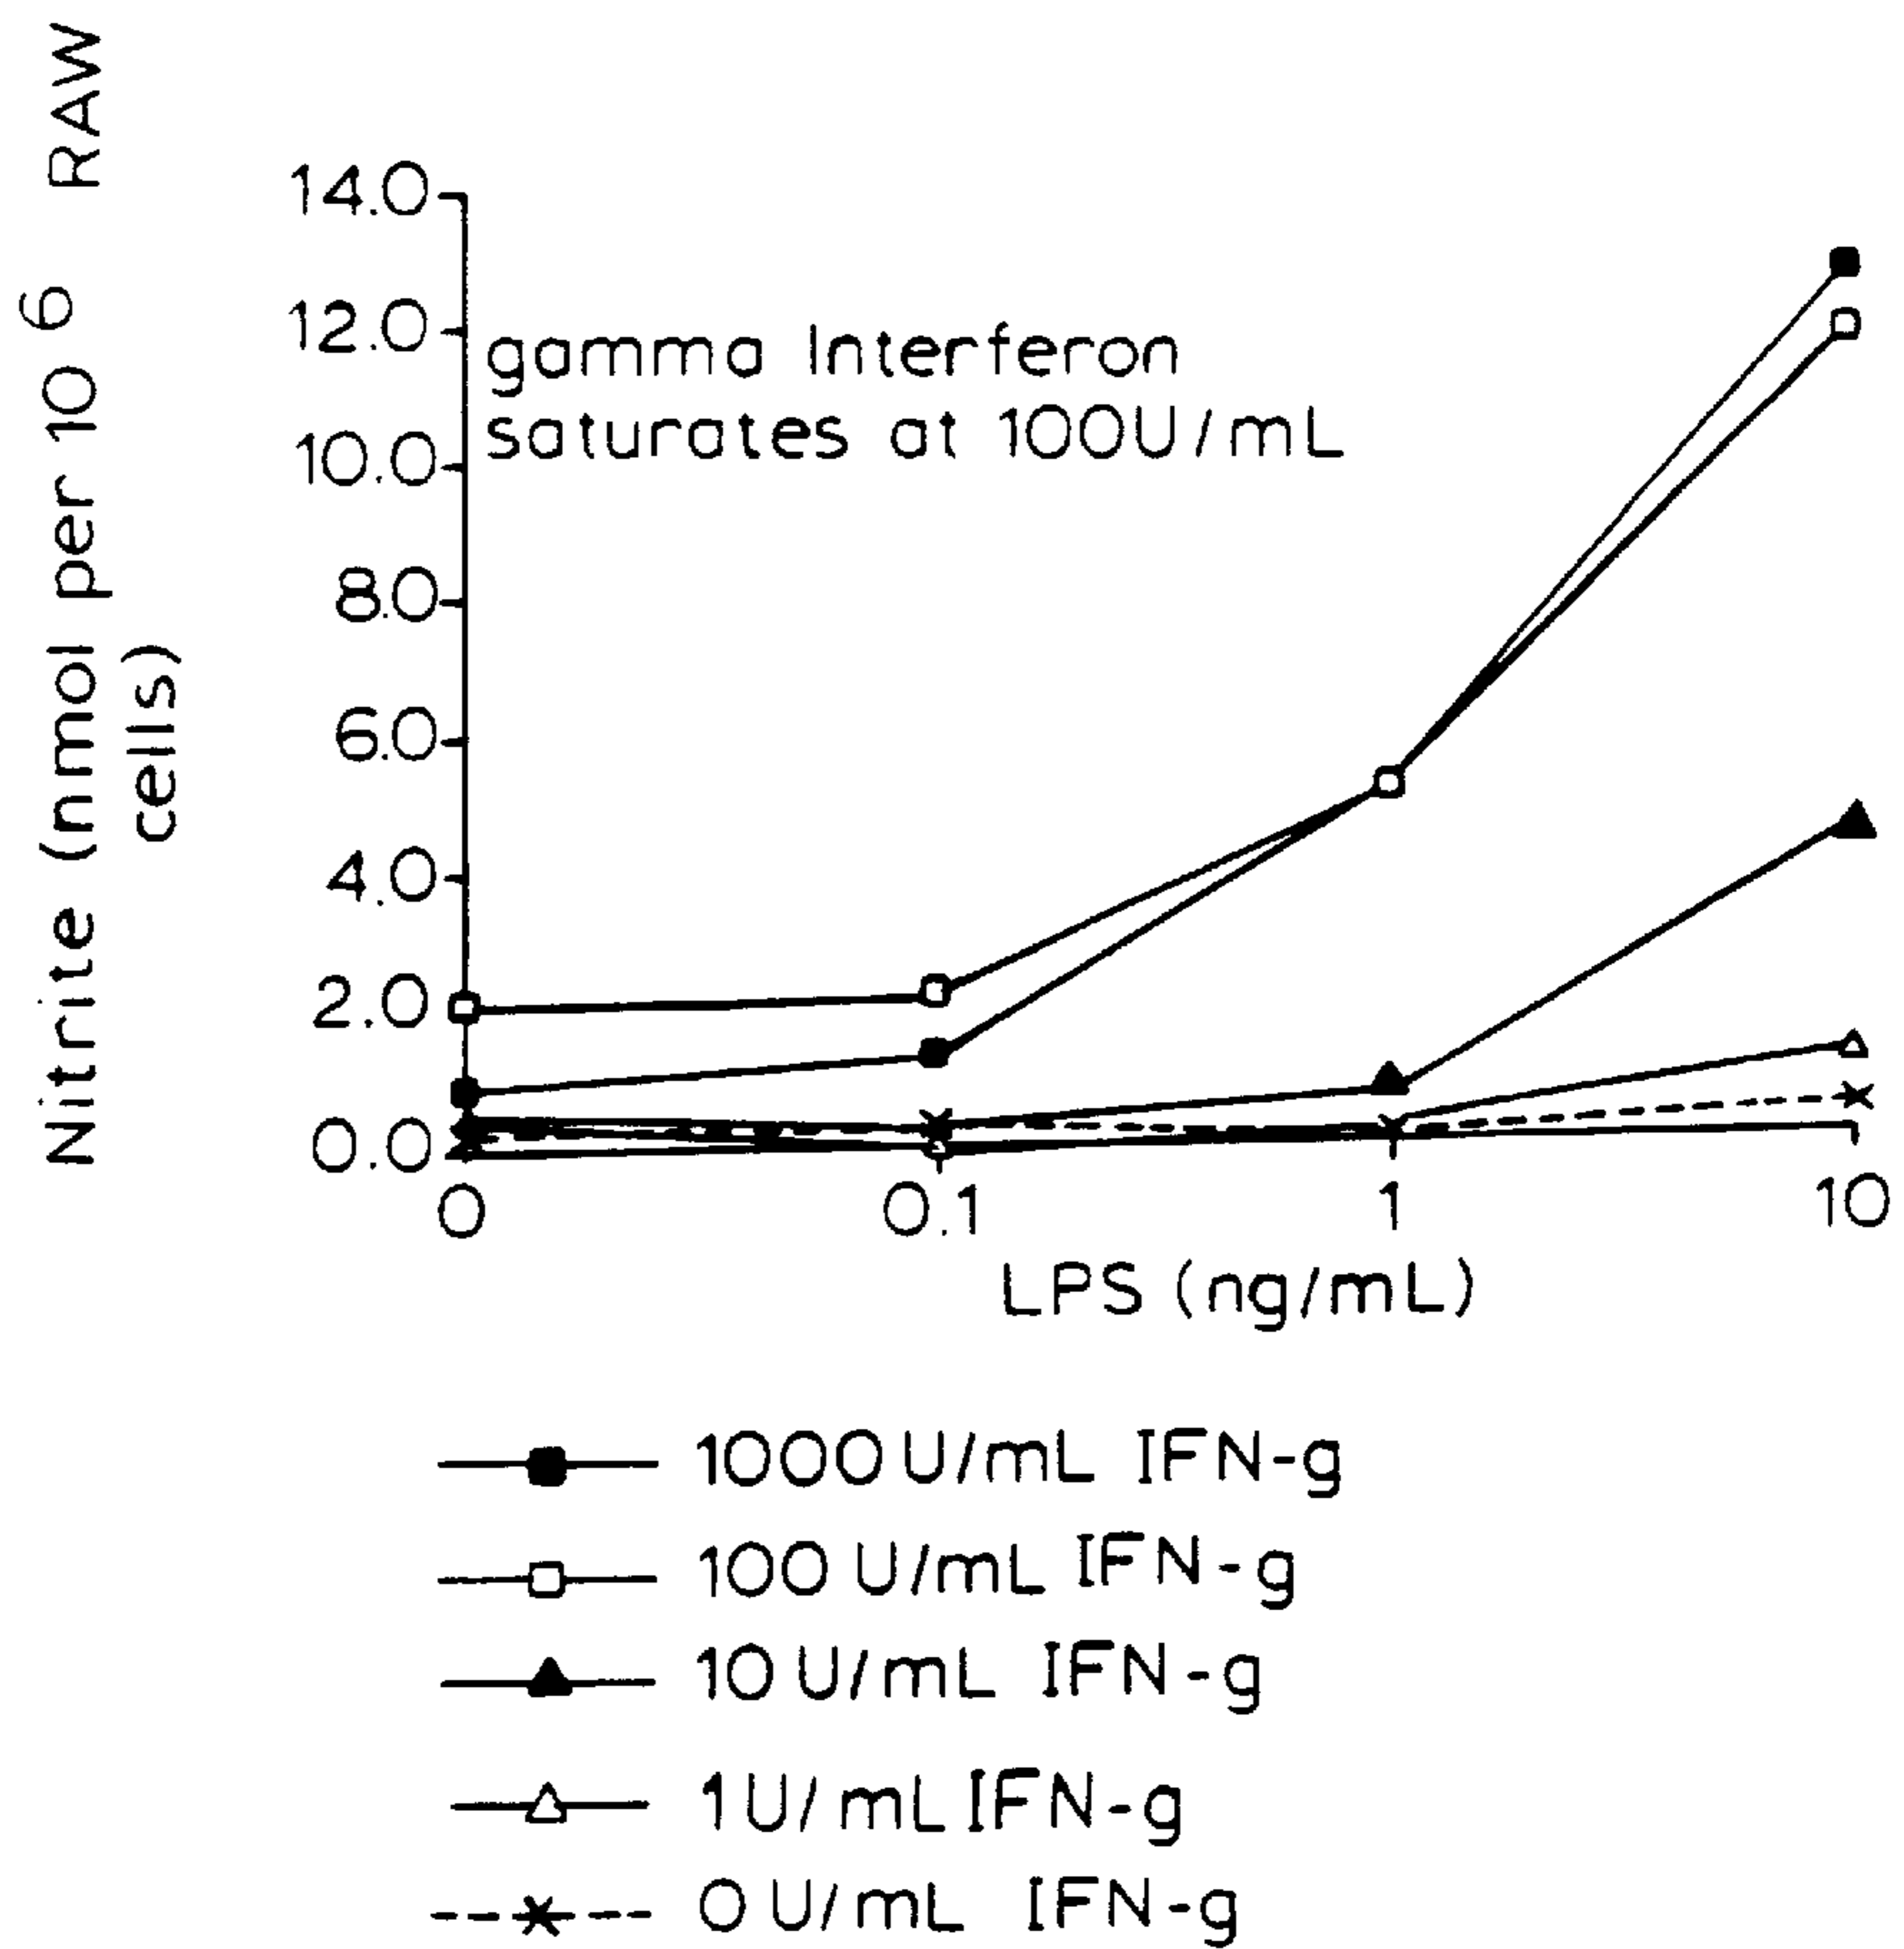 Nitrite (nmol per 10 6 RAW
cells)
14.0
12.0
10.0
8.0
6.0
4.0
2.0
0.0
gamma Interferon
saturates at 100U/mL
0 0.1 1 10
LPS (ng/mL)
1000 U/mL IFN-g
100 U/mL IFN-g
10 U/mL IFN-g
1U/mL IFN-g
0 U/mL IFN-g